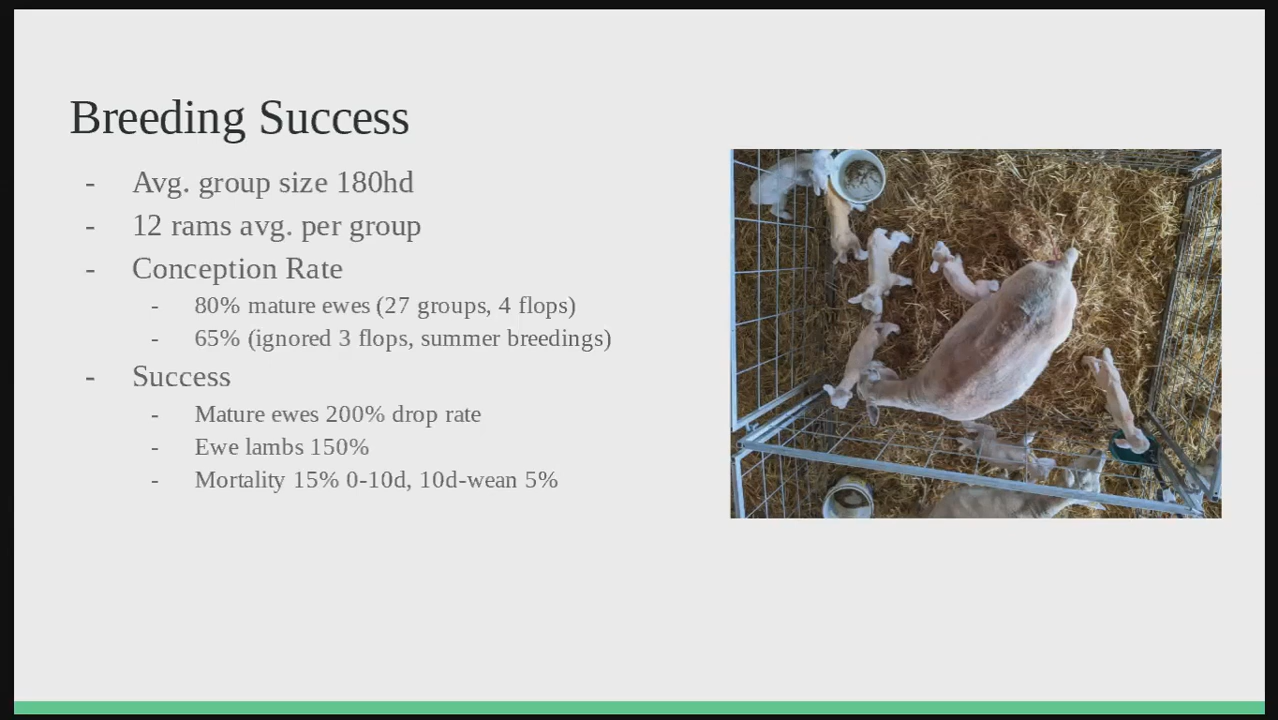 Breeding Success
- Avg. group size 180hd
- 12 rams avg. per group
- Conception Rate
- 80% mature ewes (27 groups, 4 flops)
- 65% (ignored 3 flops, summer breedings)
- Success
- Mature ewes 200% drop rate
- Ewe lambs 150%
- Mortality 15% 0-10d, 10d-wean 5%